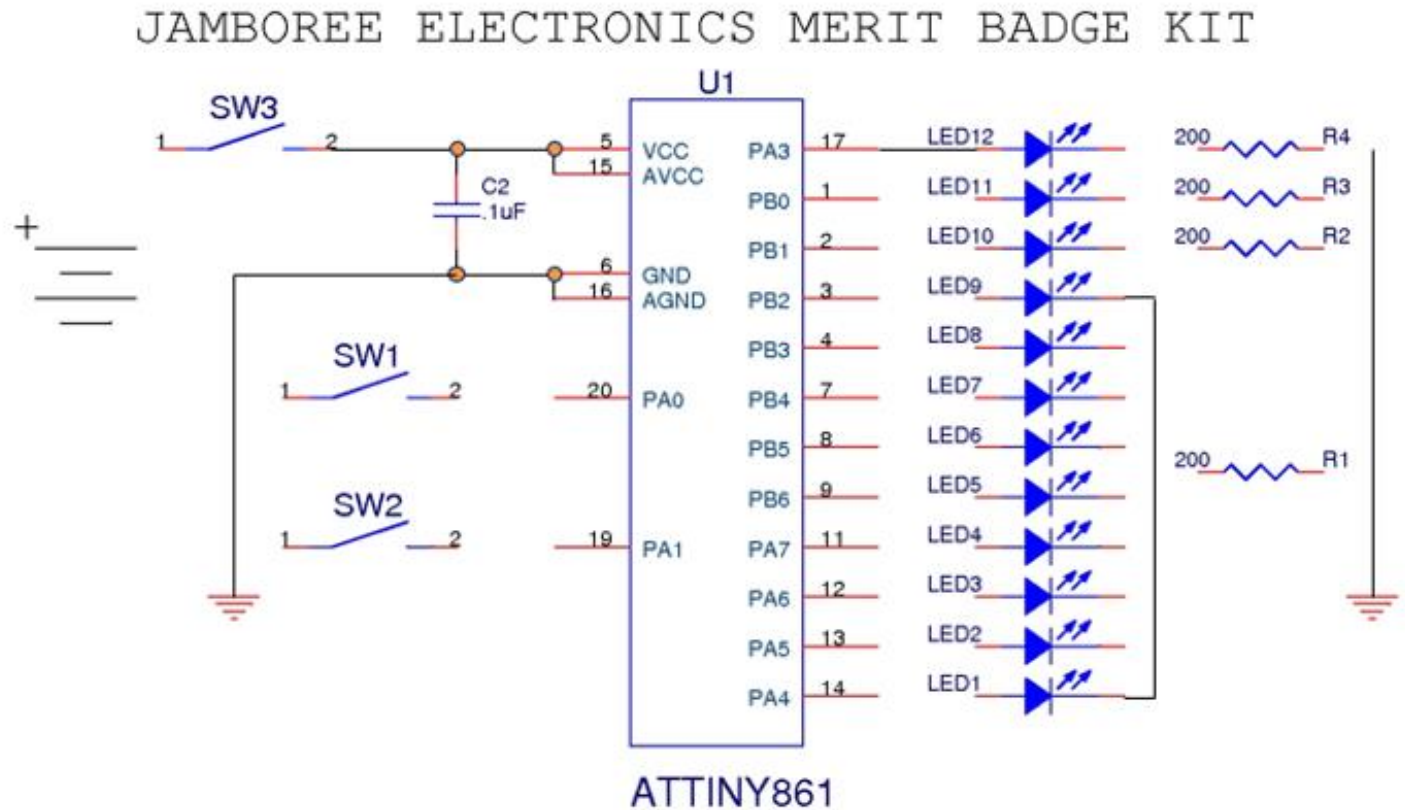 JAMBOREE ELECTRONICS MERIT BADGE KIT
U1
SW3
1 2
5 VCC
15 AVCC
C2
.1uF
+
6 GND
16 AGND
SW1
1 2
20 PA0
SW2
1 2
19 PA1
PA3 17
PB0 1
PB1 2
PB2 3
PB3 4
PB4 7
PB5 8
PB6 9
PA7 11
PA6 12
PA5 13
PA4 14
LED12
LED11
LED10
LED9
LED8
LED7
LED6
LED5
LED4
LED3
LED2
LED1
200 R4
200 R3
200 R2
200 R1
ATTINY861